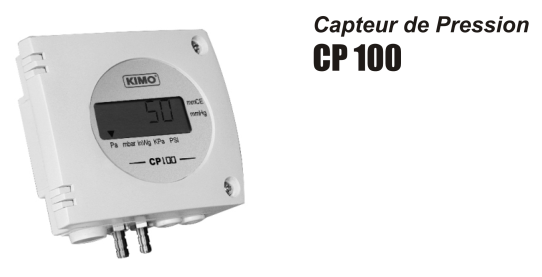 Capteur de Pression
CP 100
KIMO
50
mmCE
mmHg
Pa mbar inWg KPa PSI
CP100